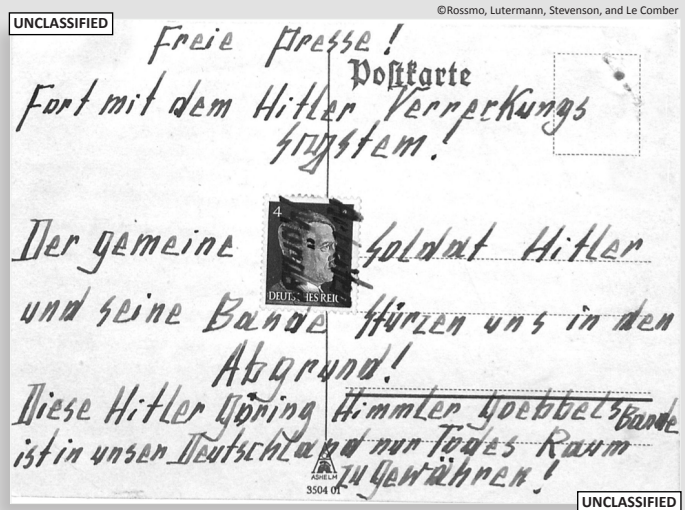 ©Rossmo, Lutermann, Stevenson, and Le Comber
UNCLASSIFIED
Freie Presse!
Postkarte
Fort mit dem Hitler Verrerkungs
System!
4
DEUTSCHES REICH
Der gemeine Soldat Hitler
und seine Bande stürzen uns in den
Abgrund!
Diese Hitler Göring Himmler Goebbels Bande
ist in unser Deutschland nur Todes Raum
zu gewähren!
ASHELM
3504 01
UNCLASSIFIED